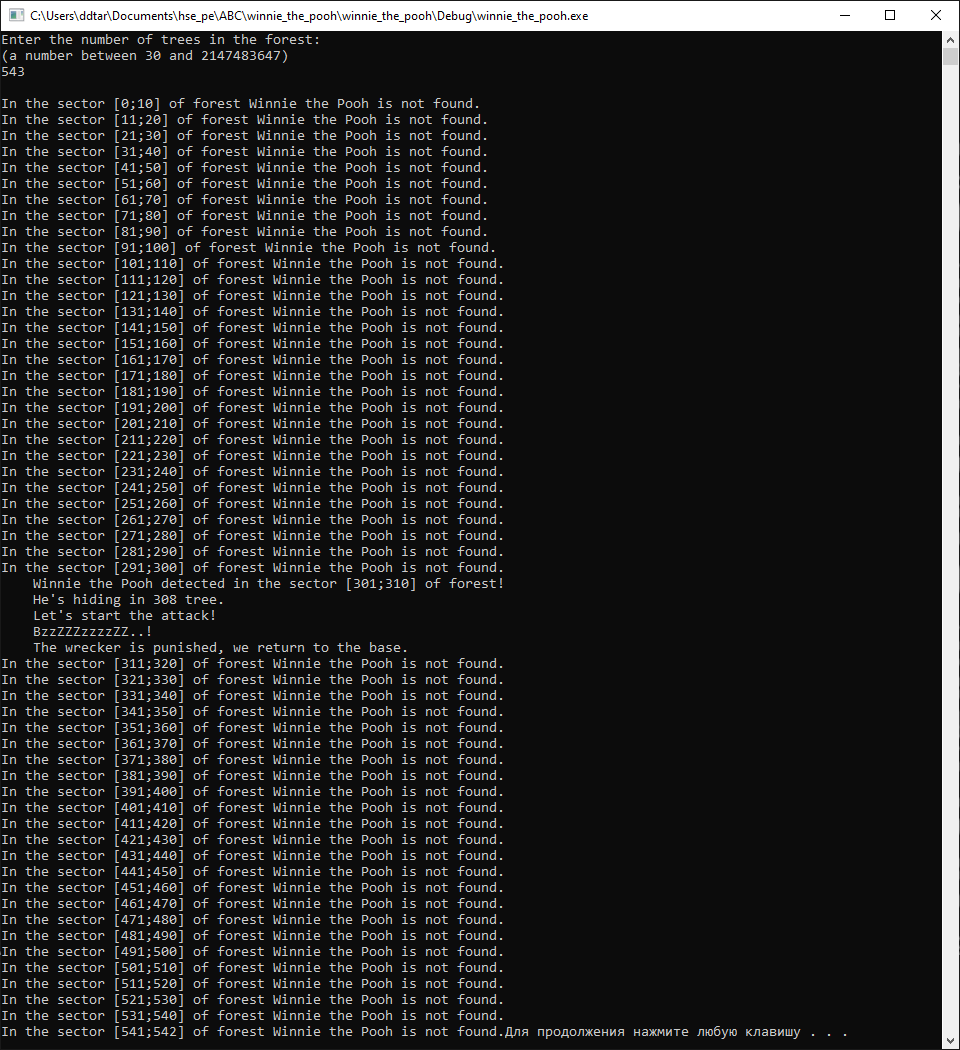 C:\Users\ddtar\Documents\hse_pe\ABC\winnie_the_pooh\winnie_the_pooh\Debug\winnie_the_pooh.exe
Enter the number of trees in the forest:
(a number between 30 and 2147483647)
543
In the sector [0;10] of forest Winnie the Pooh is not found.
In the sector [11;20] of forest Winnie the Pooh is not found.
In the sector [21;30] of forest Winnie the Pooh is not found.
In the sector [31;40] of forest Winnie the Pooh is not found.
In the sector [41;50] of forest Winnie the Pooh is not found.
In the sector [51;60] of forest Winnie the Pooh is not found.
In the sector [61;70] of forest Winnie the Pooh is not found.
In the sector [71;80] of forest Winnie the Pooh is not found.
In the sector [81;90] of forest Winnie the Pooh is not found.
In the sector [91;100] of forest Winnie the Pooh is not found.
In the sector [101;110] of forest Winnie the Pooh is not found.
In the sector [111;120] of forest Winnie the Pooh is not found.
In the sector [121;130] of forest Winnie the Pooh is not found.
In the sector [131;140] of forest Winnie the Pooh is not found.
In the sector [141;150] of forest Winnie the Pooh is not found.
In the sector [151;160] of forest Winnie the Pooh is not found.
In the sector [161;170] of forest Winnie the Pooh is not found.
In the sector [171;180] of forest Winnie the Pooh is not found.
In the sector [181;190] of forest Winnie the Pooh is not found.
In the sector [191;200] of forest Winnie the Pooh is not found.
In the sector [201;210] of forest Winnie the Pooh is not found.
In the sector [211;220] of forest Winnie the Pooh is not found.
In the sector [221;230] of forest Winnie the Pooh is not found.
In the sector [231;240] of forest Winnie the Pooh is not found.
In the sector [241;250] of forest Winnie the Pooh is not found.
In the sector [251;260] of forest Winnie the Pooh is not found.
In the sector [261;270] of forest Winnie the Pooh is not found.
In the sector [271;280] of forest Winnie the Pooh is not found.
In the sector [281;290] of forest Winnie the Pooh is not found.
In the sector [291;300] of forest Winnie the Pooh is not found.
Winnie the Pooh detected in the sector [301;310] of forest!
He's hiding in 308 tree.
Let's start the attack!
BzzZZZzzzzZZ..!
The wrecker is punished, we return to the base.
In the sector [311;320] of forest Winnie the Pooh is not found.
In the sector [321;330] of forest Winnie the Pooh is not found.
In the sector [331;340] of forest Winnie the Pooh is not found.
In the sector [341;350] of forest Winnie the Pooh is not found.
In the sector [351;360] of forest Winnie the Pooh is not found.
In the sector [361;370] of forest Winnie the Pooh is not found.
In the sector [371;380] of forest Winnie the Pooh is not found.
In the sector [381;390] of forest Winnie the Pooh is not found.
In the sector [391;400] of forest Winnie the Pooh is not found.
In the sector [401;410] of forest Winnie the Pooh is not found.
In the sector [411;420] of forest Winnie the Pooh is not found.
In the sector [421;430] of forest Winnie the Pooh is not found.
In the sector [431;440] of forest Winnie the Pooh is not found.
In the sector [441;450] of forest Winnie the Pooh is not found.
In the sector [451;460] of forest Winnie the Pooh is not found.
In the sector [461;470] of forest Winnie the Pooh is not found.
In the sector [471;480] of forest Winnie the Pooh is not found.
In the sector [481;490] of forest Winnie the Pooh is not found.
In the sector [491;500] of forest Winnie the Pooh is not found.
In the sector [501;510] of forest Winnie the Pooh is not found.
In the sector [511;520] of forest Winnie the Pooh is not found.
In the sector [521;530] of forest Winnie the Pooh is not found.
In the sector [531;540] of forest Winnie the Pooh is not found.
In the sector [541;542] of forest Winnie the Pooh is not found.Для продолжения нажмите любую клавишу . . .